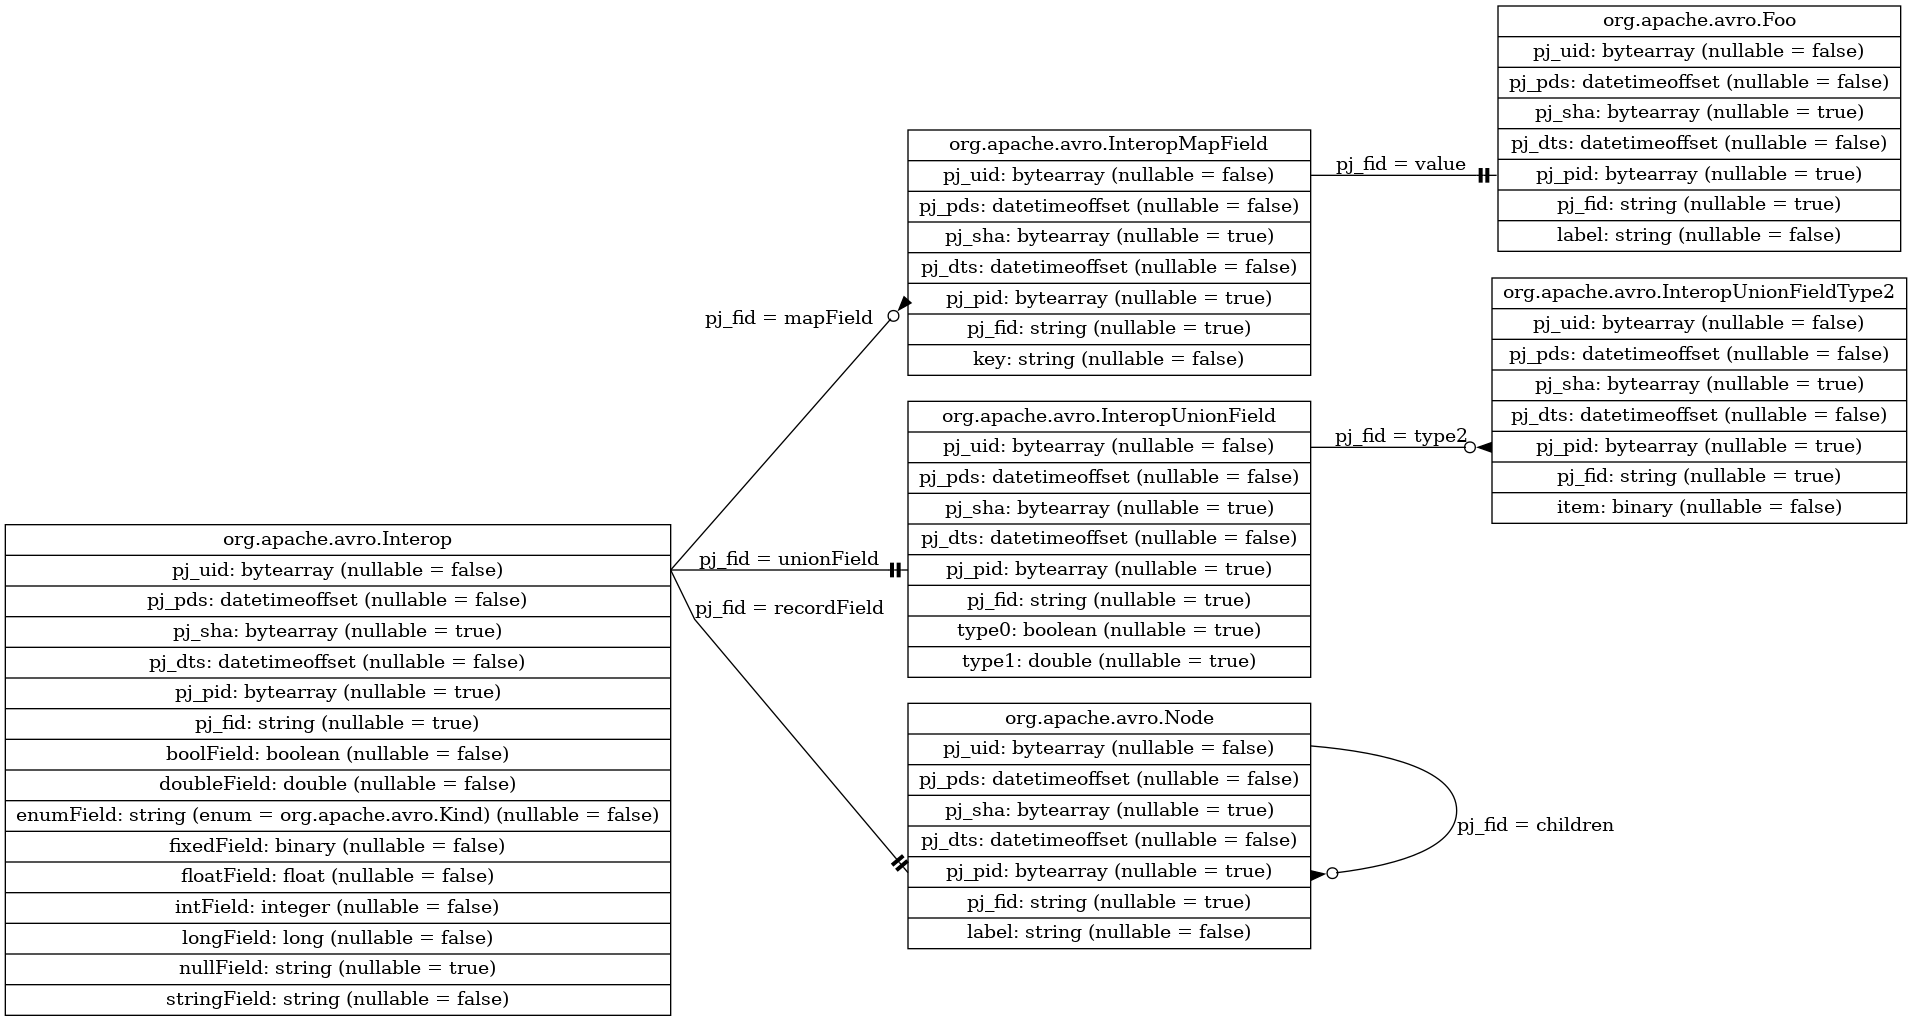 org.apache.avro.Foo
pj_uid: bytearray (nullable = false)
pj_pds: datetimeoffset (nullable = false)
pj_sha: bytearray (nullable = true)
pj_dts: datetimeoffset (nullable = false)
pj_pid: bytearray (nullable = true)
pj_fid: string (nullable = true)
label: string (nullable = false)
org.apache.avro.InteropMapField
pj_uid: bytearray (nullable = false)
pj_pds: datetimeoffset (nullable = false)
pj_sha: bytearray (nullable = true)
pj_dts: datetimeoffset (nullable = false)
pj_pid: bytearray (nullable = true)
pj_fid: string (nullable = true)
key: string (nullable = false)
pj_fid = value
pj_fid = mapField
org.apache.avro.InteropUnionFieldType2
pj_uid: bytearray (nullable = false)
pj_pds: datetimeoffset (nullable = false)
pj_sha: bytearray (nullable = true)
pj_dts: datetimeoffset (nullable = false)
pj_pid: bytearray (nullable = true)
pj_fid: string (nullable = true)
item: binary (nullable = false)
org.apache.avro.InteropUnionField
pj_uid: bytearray (nullable = false)
pj_pds: datetimeoffset (nullable = false)
pj_sha: bytearray (nullable = true)
pj_dts: datetimeoffset (nullable = false)
pj_pid: bytearray (nullable = true)
pj_fid: string (nullable = true)
type0: boolean (nullable = true)
type1: double (nullable = true)
pj_fid = type2
pj_fid = unionField
pj_fid = recordField
org.apache.avro.Interop
pj_uid: bytearray (nullable = false)
pj_pds: datetimeoffset (nullable = false)
pj_sha: bytearray (nullable = true)
pj_dts: datetimeoffset (nullable = false)
pj_pid: bytearray (nullable = true)
pj_fid: string (nullable = true)
boolField: boolean (nullable = false)
doubleField: double (nullable = false)
enumField: string (enum = org.apache.avro.Kind) (nullable = false)
fixedField: binary (nullable = false)
floatField: float (nullable = false)
intField: integer (nullable = false)
longField: long (nullable = false)
nullField: string (nullable = true)
stringField: string (nullable = false)
org.apache.avro.Node
pj_uid: bytearray (nullable = false)
pj_pds: datetimeoffset (nullable = false)
pj_sha: bytearray (nullable = true)
pj_dts: datetimeoffset (nullable = false)
pj_pid: bytearray (nullable = true)
pj_fid: string (nullable = true)
label: string (nullable = false)
pj_fid = children